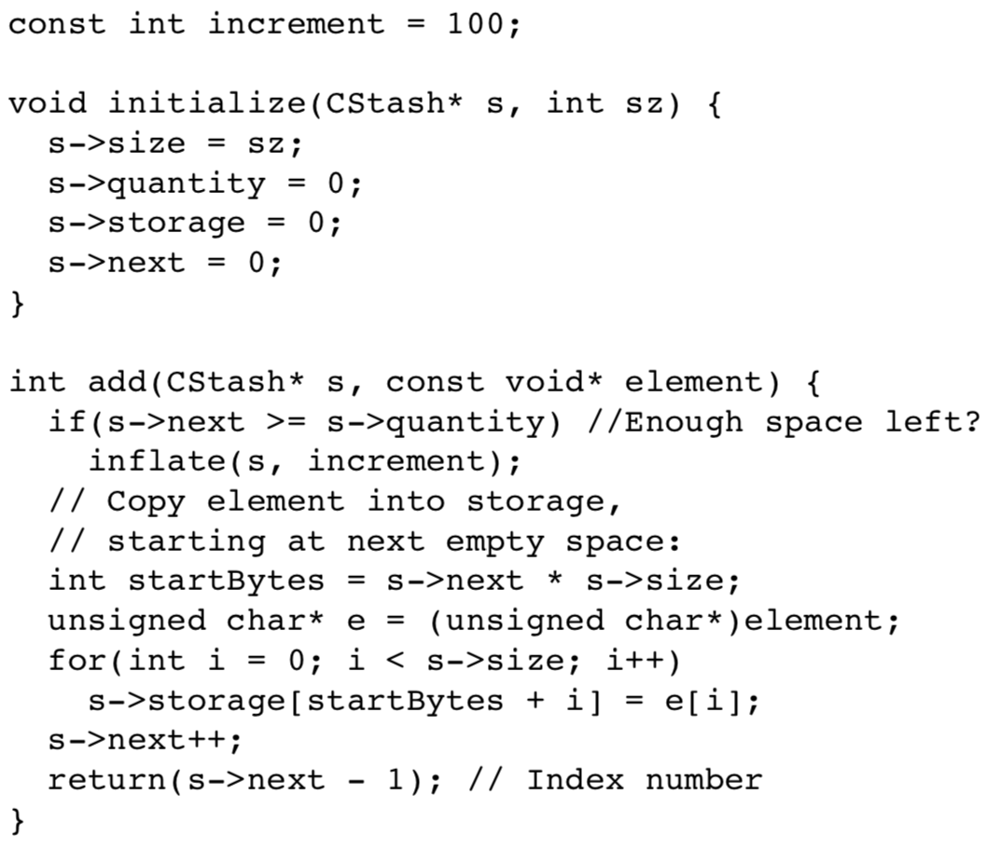 const int increment = 100;

void initialize(CStash* s, int sz) {
  s->size = sz;
  s->quantity = 0;
  s->storage = 0;
  s->next = 0;
}

int add(CStash* s, const void* element) {
  if(s->next >= s->quantity) //Enough space left?
    inflate(s, increment);
  // Copy element into storage,
  // starting at next empty space:
  int startBytes = s->next * s->size;
  unsigned char* e = (unsigned char*)element;
  for(int i = 0; i < s->size; i++)
    s->storage[startBytes + i] = e[i];
  s->next++;
  return(s->next - 1); // Index number
}